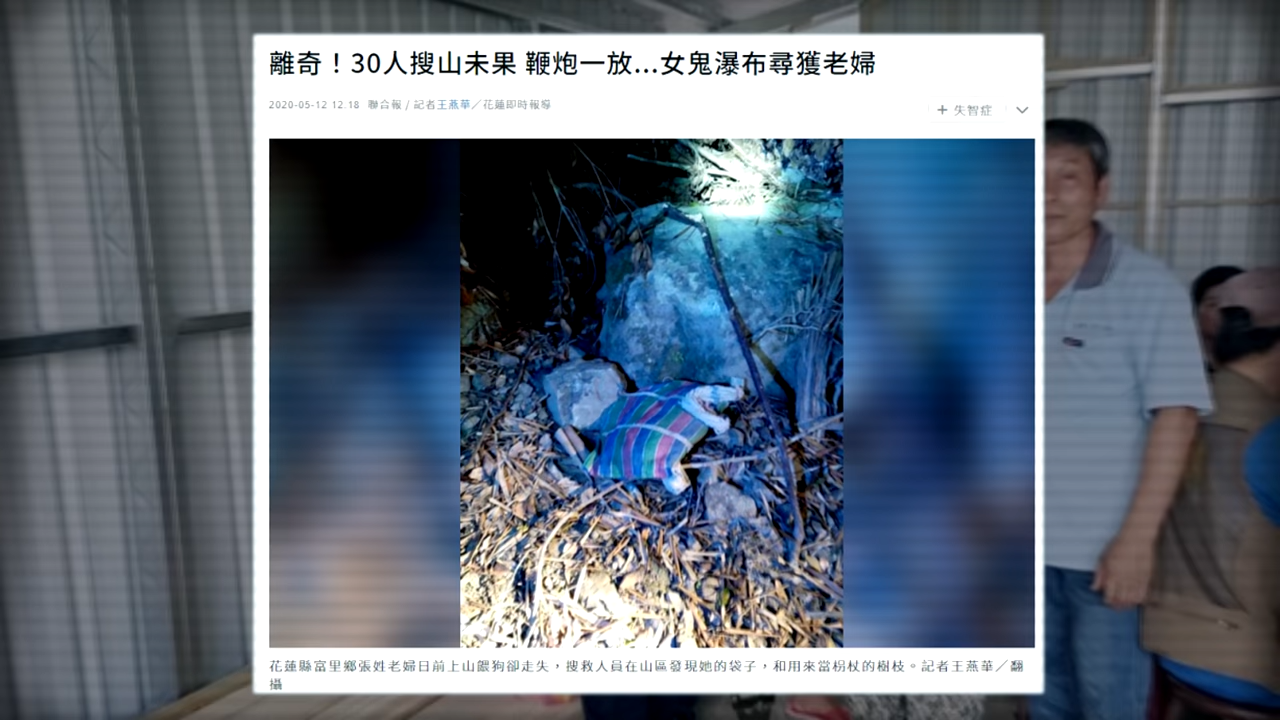 離奇！30人搜山未果 鞭炮一放...女鬼瀑布尋獲老婦
2020-05-12 12:18 聯合報 / 記者王燕華／花蓮即時報導
+ 失智症
花蓮縣富里鄉張姓老婦日前上山餵狗卻走失，搜救人員在山區發現她的袋子，和用來當柺杖的樹枝。記者王燕華／翻
攝